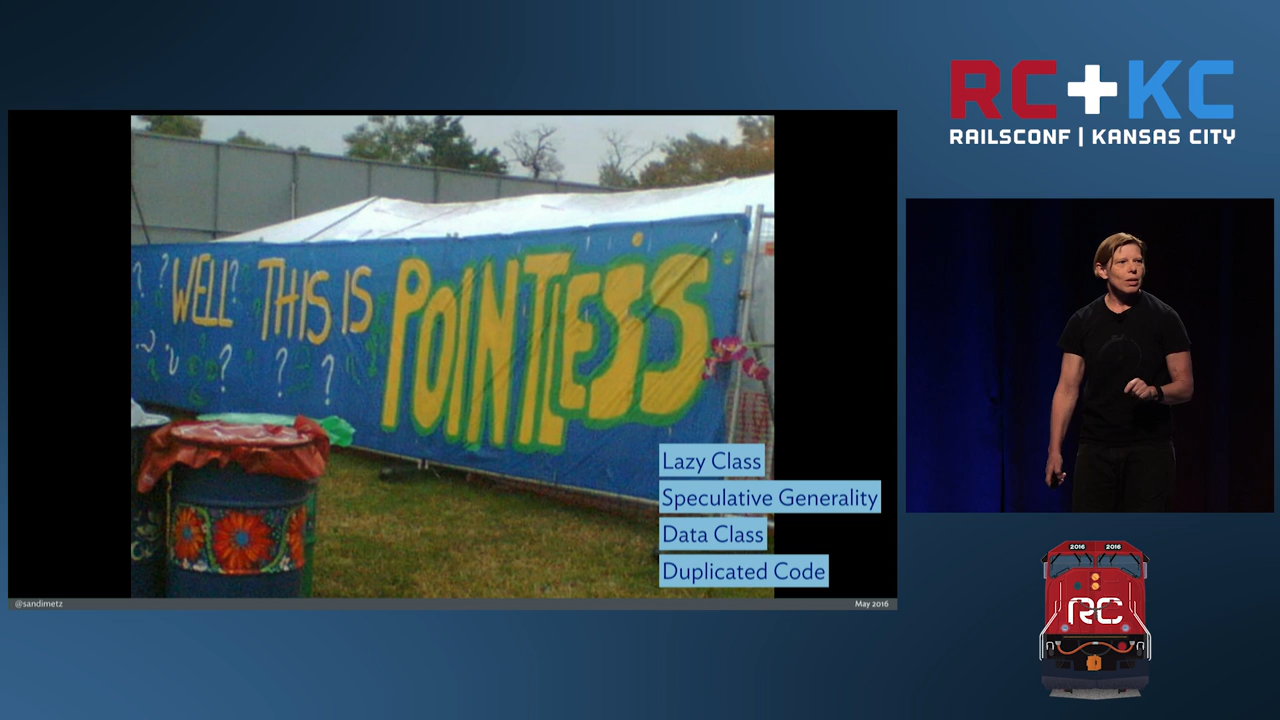 RC+KC
RAILSCONF | KANSAS CITY
? ? WELL? THIS IS POINTLESS
? ? ?
Lazy Class
Speculative Generality
Data Class
Duplicated Code
@sandimetz
May 2016
2016 2016
RC